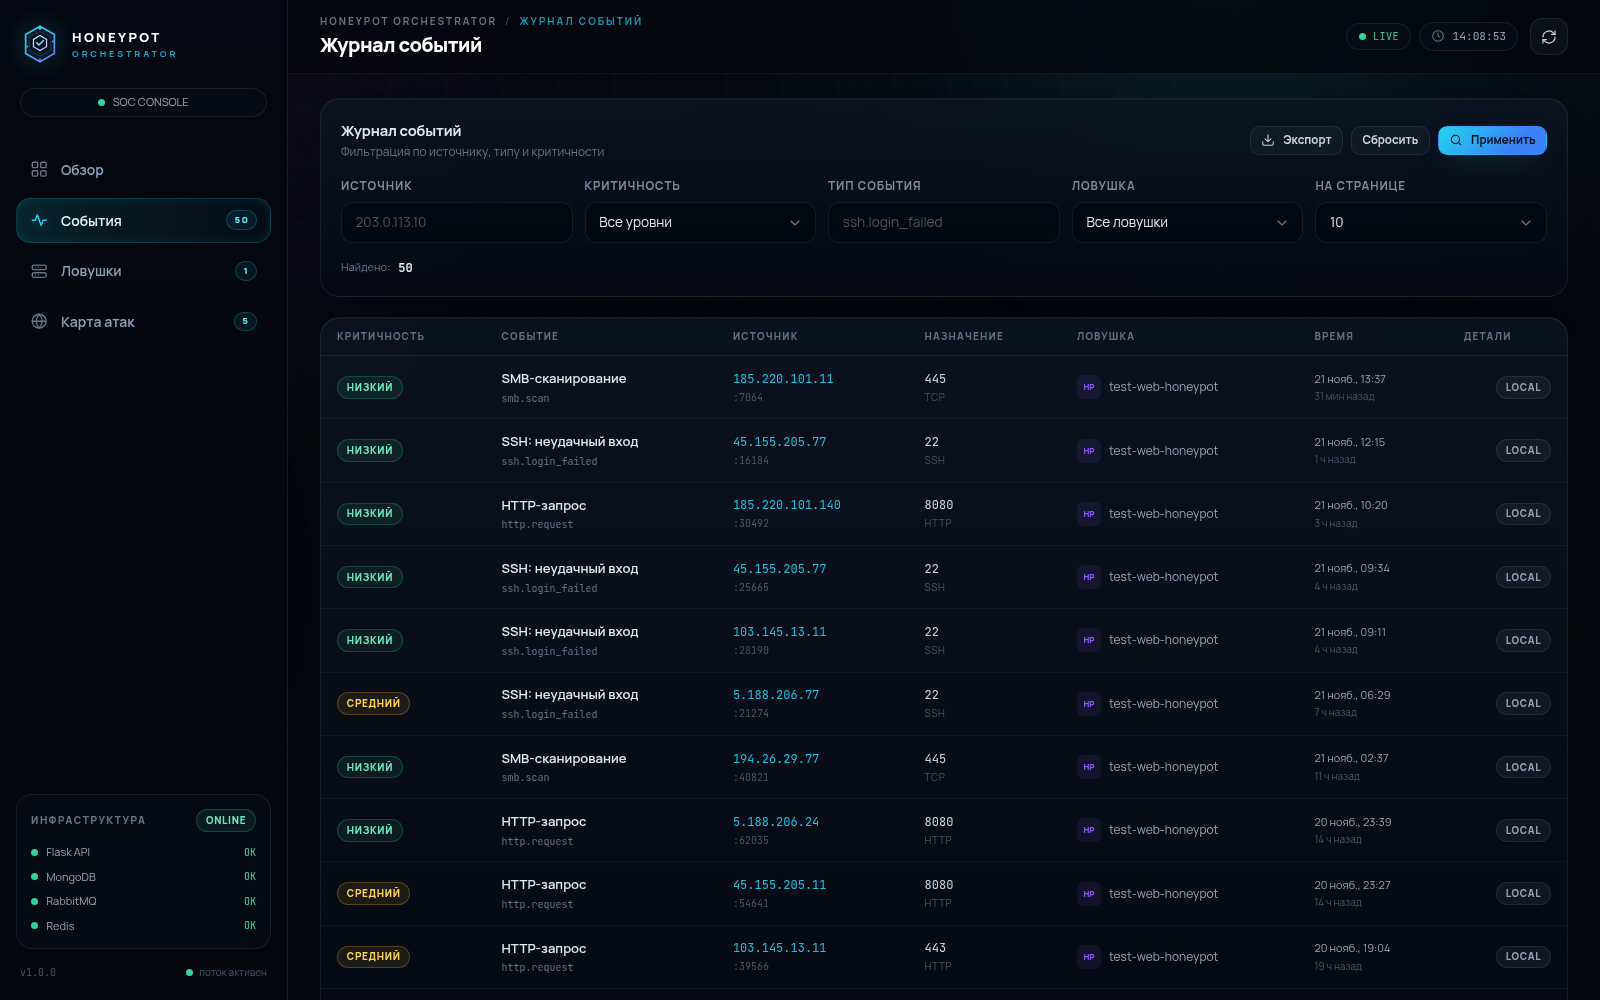 HONEYPOT
ORCHESTRATOR
SOC CONSOLE
Обзор
События 50
Ловушки 1
Карта атак 5
ИНФРАСТРУКТУРА ONLINE
Flask API OK
MongoDB OK
RabbitMQ OK
Redis OK
v1.0.0 поток активен
HONEYPOT ORCHESTRATOR / ЖУРНАЛ СОБЫТИЙ
Журнал событий
LIVE 14:08:53
Журнал событий
Фильтрация по источнику, типу и критичности
Экспорт Сбросить Применить
ИСТОЧНИК КРИТИЧНОСТЬ ТИП СОБЫТИЯ ЛОВУШКА НА СТРАНИЦЕ
203.0.113.10 Все уровни ssh.login_failed Все ловушки 10
Найдено: 50
КРИТИЧНОСТЬ СОБЫТИЕ ИСТОЧНИК НАЗНАЧЕНИЕ ЛОВУШКА ВРЕМЯ ДЕТАЛИ
НИЗКИЙ SMB-сканирование 185.220.101.11 445 HP test-web-honeypot 21 нояб., 13:37 LOCAL
smb.scan :7064 TCP 31 мин назад
НИЗКИЙ SSH: неудачный вход 45.155.205.77 22 HP test-web-honeypot 21 нояб., 12:15 LOCAL
ssh.login_failed :16184 SSH 1 ч назад
НИЗКИЙ HTTP-запрос 185.220.101.140 8080 HP test-web-honeypot 21 нояб., 10:20 LOCAL
http.request :30492 HTTP 3 ч назад
НИЗКИЙ SSH: неудачный вход 45.155.205.77 22 HP test-web-honeypot 21 нояб., 09:34 LOCAL
ssh.login_failed :25665 SSH 4 ч назад
НИЗКИЙ SSH: неудачный вход 103.145.13.11 22 HP test-web-honeypot 21 нояб., 09:11 LOCAL
ssh.login_failed :28190 SSH 4 ч назад
СРЕДНИЙ SSH: неудачный вход 5.188.206.77 22 HP test-web-honeypot 21 нояб., 06:29 LOCAL
ssh.login_failed :21274 SSH 7 ч назад
НИЗКИЙ SMB-сканирование 194.26.29.77 445 HP test-web-honeypot 21 нояб., 02:37 LOCAL
smb.scan :40821 TCP 11 ч назад
НИЗКИЙ HTTP-запрос 5.188.206.24 8080 HP test-web-honeypot 20 нояб., 23:39 LOCAL
http.request :62035 HTTP 14 ч назад
СРЕДНИЙ HTTP-запрос 45.155.205.11 8080 HP test-web-honeypot 20 нояб., 23:27 LOCAL
http.request :54641 HTTP 14 ч назад
СРЕДНИЙ HTTP-запрос 103.145.13.11 443 HP test-web-honeypot 20 нояб., 19:04 LOCAL
http.request :39566 HTTP 19 ч назад